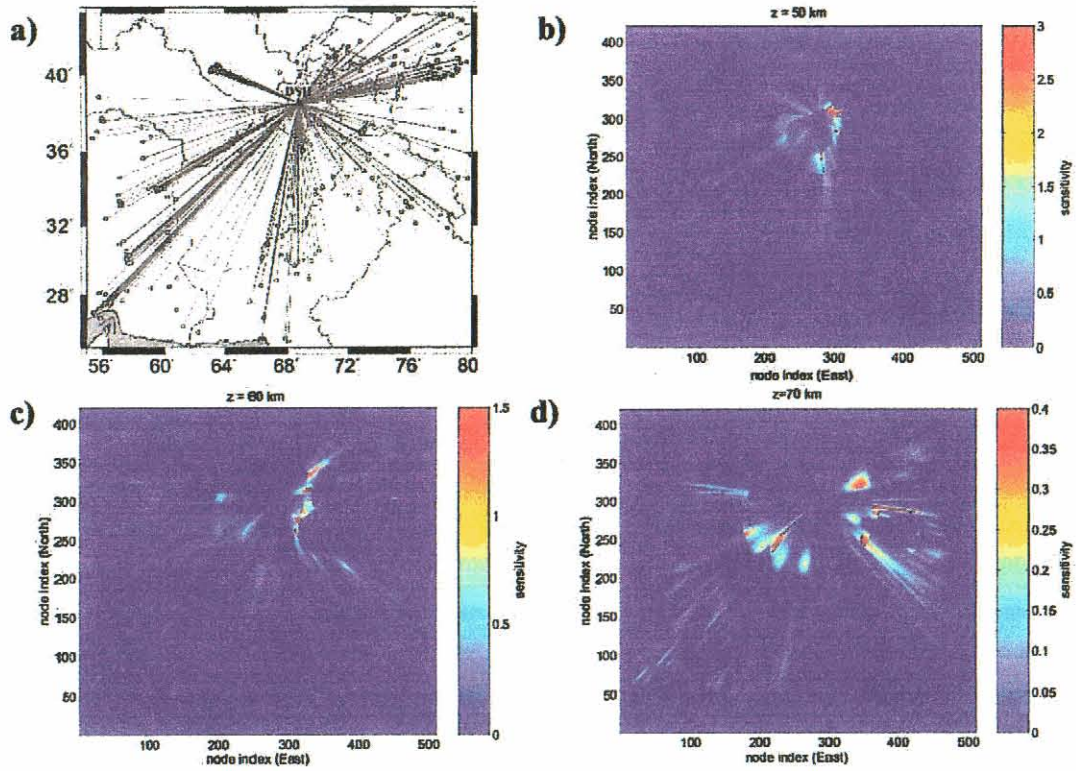 a)
40´
36´
32´
28´
56´ 60´ 64´ 68´ 72´ 76´ 80
b)
z = 50 km
node index (North)
400
350
300
250
200
150
100
50
100 200 300 400 500
node index (East)
3
2.5
2
1.5
1
0.5
0
sensitivity
c)
z = 60 km
node index (North)
400
350
300
250
200
150
100
50
100 200 300 400 500
node index (East)
1.5
1
0.5
0
sensitivity
d)
z=70 km
node index (North)
400
350
300
250
200
150
100
50
100 200 300 400 500
node index (East)
0.4
0.35
0.3
0.25
0.2
0.15
0.1
0.05
0
sensitivity